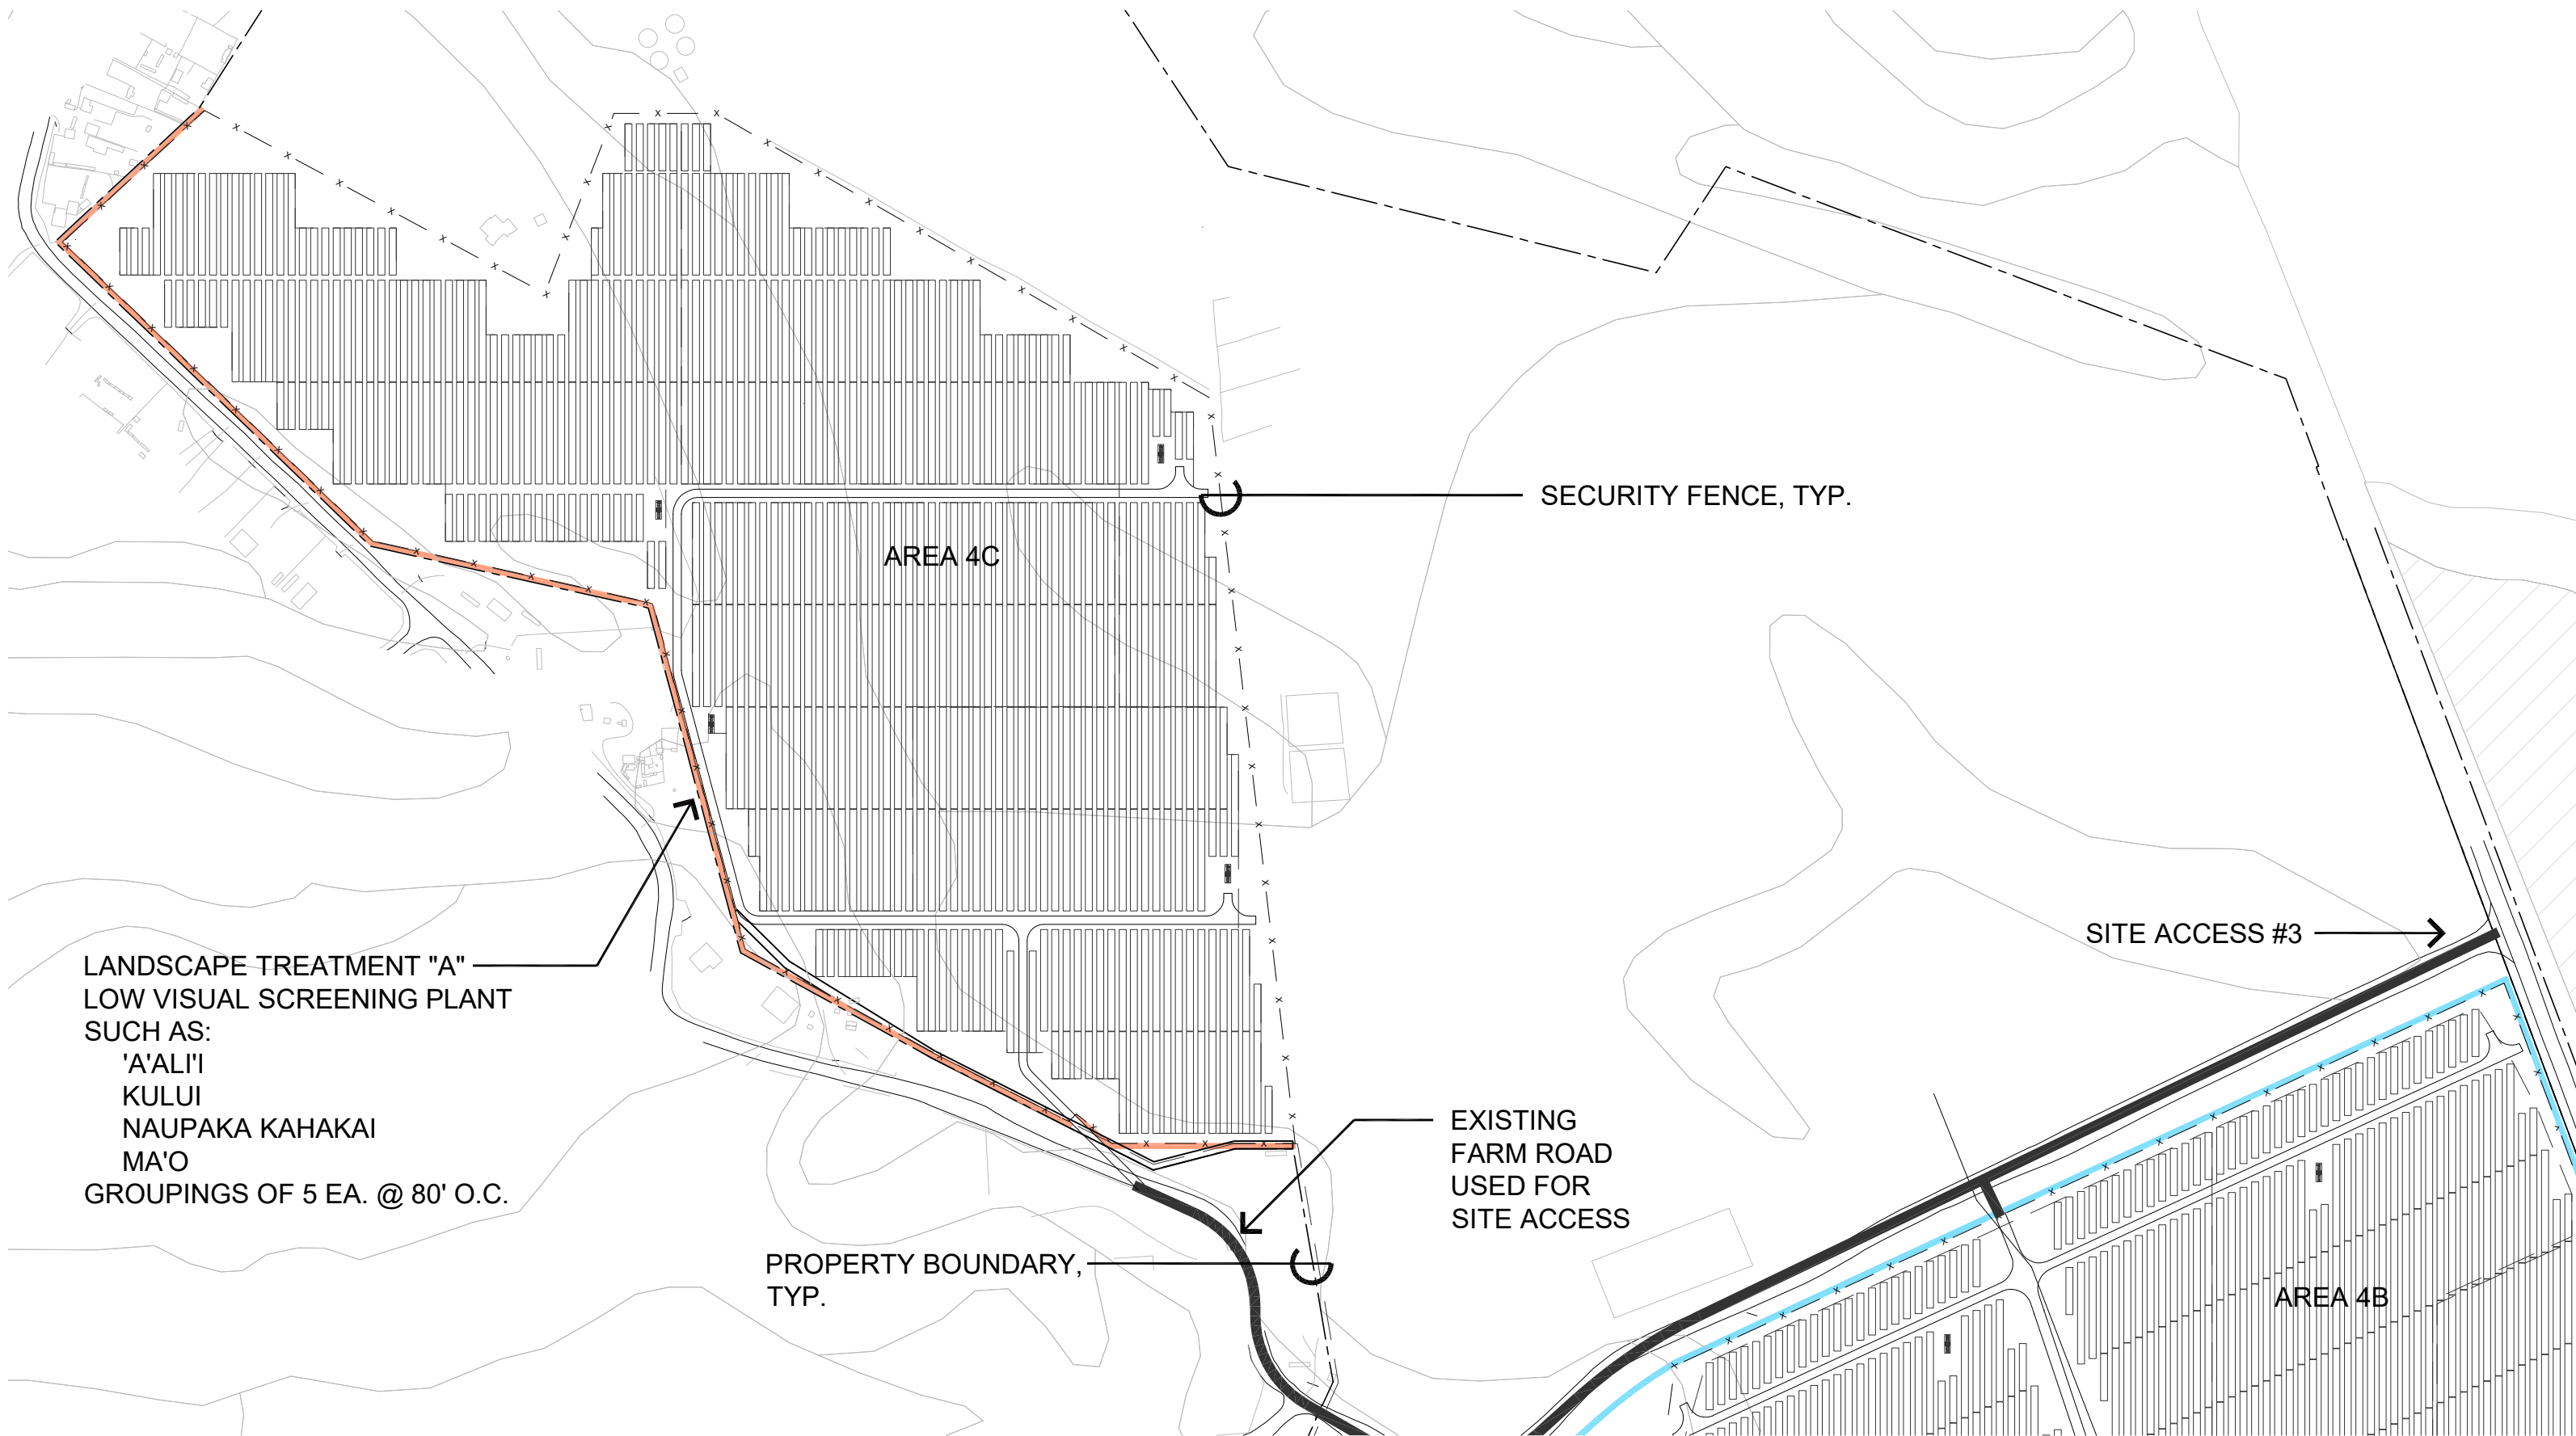 SECURITY FENCE, TYP.
AREA 4C
SITE ACCESS #3
LANDSCAPE TREATMENT "A"
LOW VISUAL SCREENING PLANT
SUCH AS:
'A'ALI'I
KULUI
NAUPAKA KAHAKAI
MA'O
GROUPINGS OF 5 EA. @ 80' O.C.
EXISTING
FARM ROAD
USED FOR
SITE ACCESS
PROPERTY BOUNDARY,
TYP.
AREA 4B